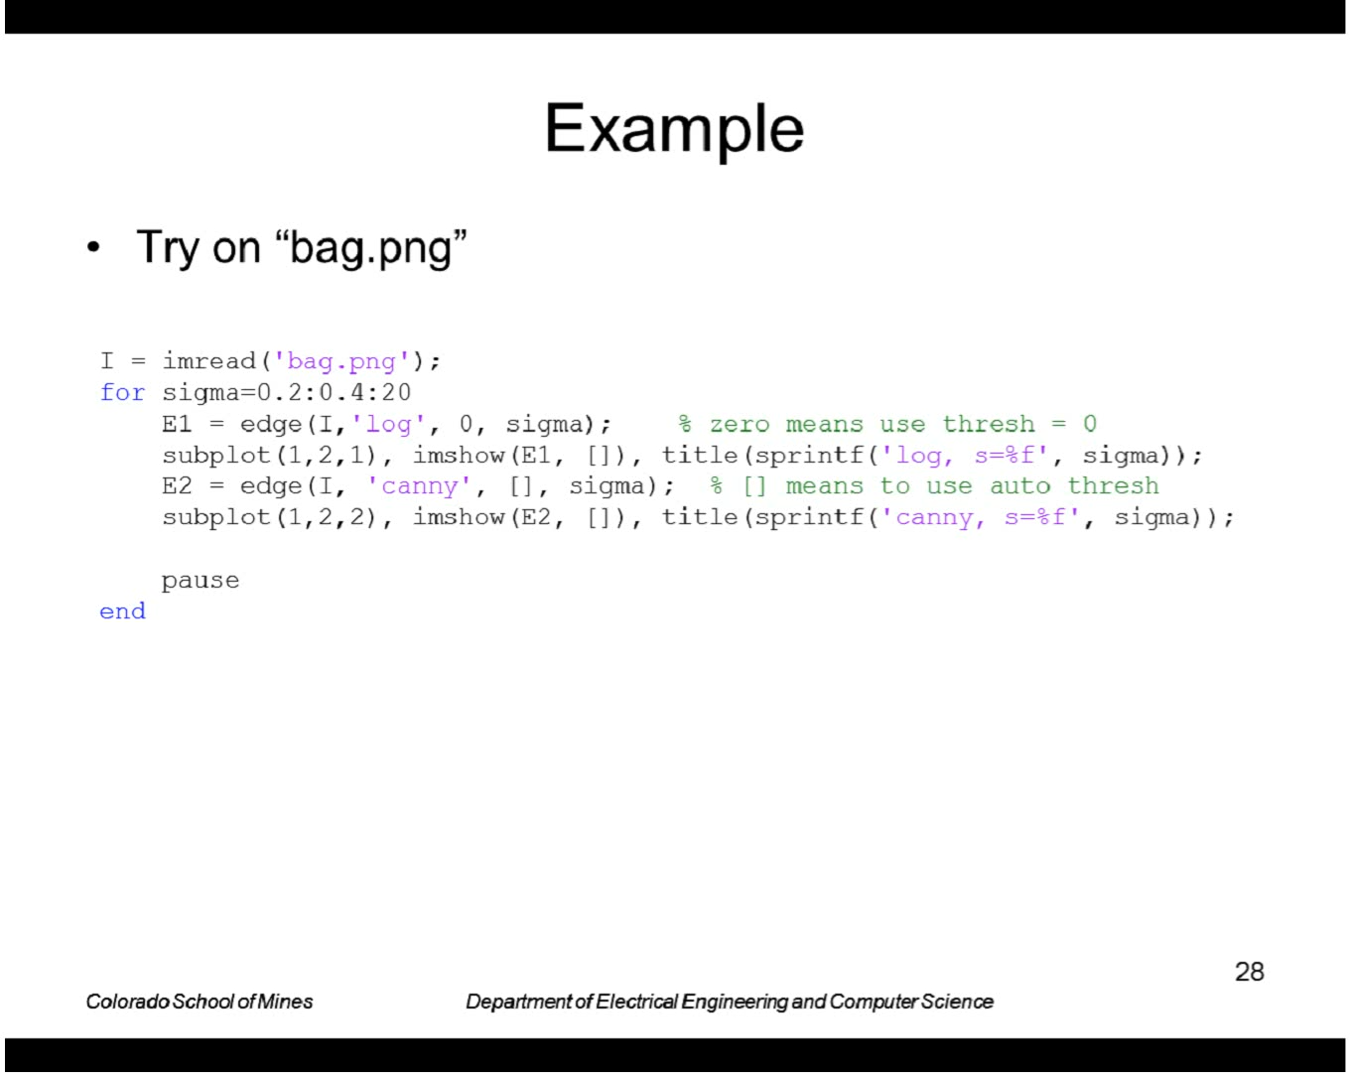 Example
• Try on “bag.png”
I = imread('bag.png');
for sigma=0.2:0.4:20
    E1 = edge(I,'log', 0, sigma);    % zero means use thresh = 0
    subplot(1,2,1), imshow(E1, []), title(sprintf('log, s=%f', sigma));
    E2 = edge(I, 'canny', [], sigma);  % [] means to use auto thresh
    subplot(1,2,2), imshow(E2, []), title(sprintf('canny, s=%f', sigma));
    pause
end
28
Colorado School of Mines
Department of Electrical Engineering and Computer Science